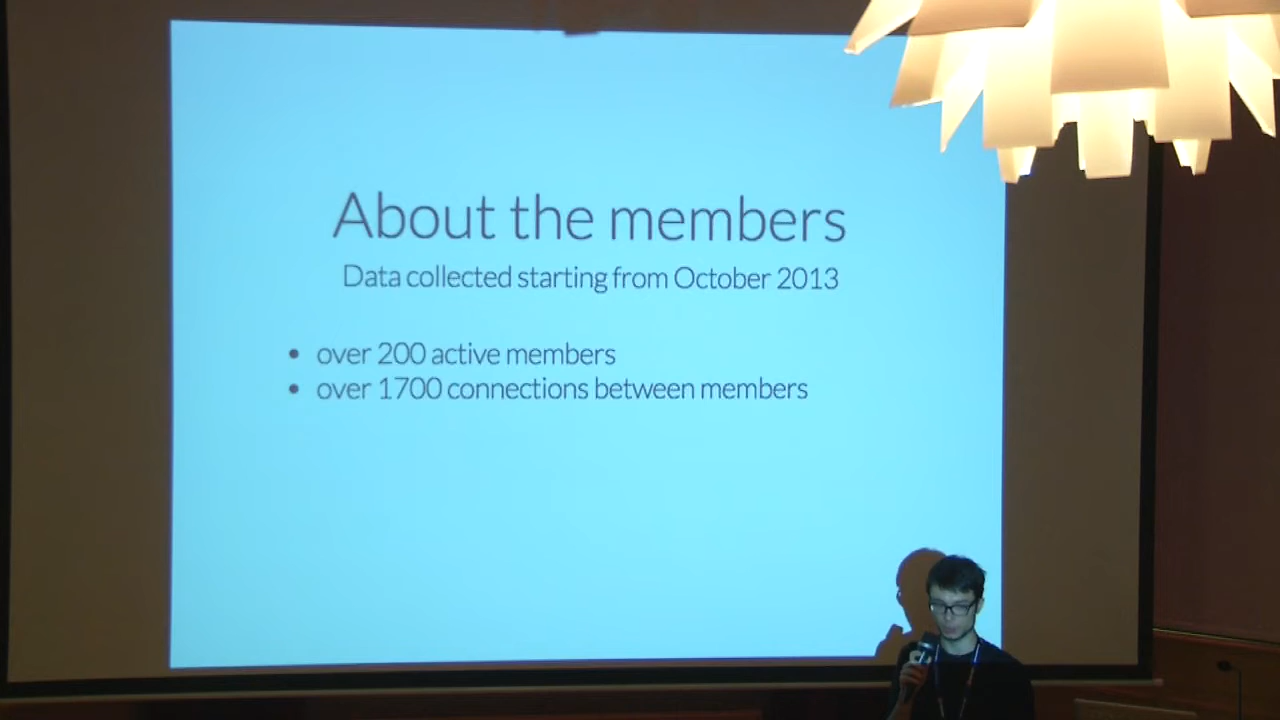 About the members
Data collected starting from October 2013
• over 200 active members
• over 1700 connections between members